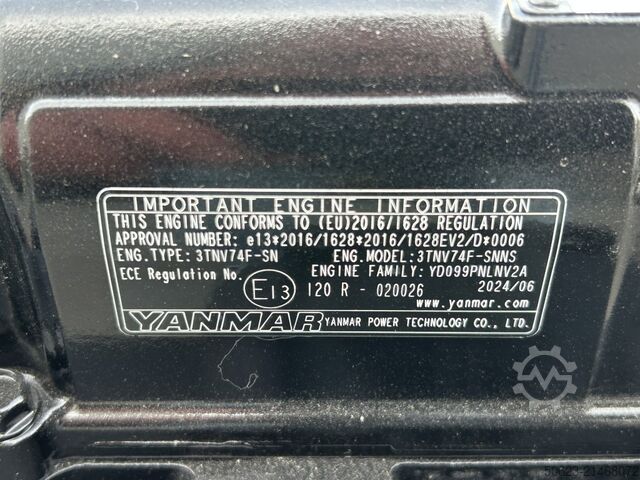 IMPORTANT ENGINE INFORMATION
THIS ENGINE CONFORMS TO (EU)2016/1628 REGULATION
APPROVAL NUMBER: e13*2016/1628*2016/1628EV2/D*0006
ENG.TYPE: 3TNV74F-SN ENG.MODEL: 3TNV74F-SNNS
ECE Regulation No. ENGINE FAMILY: YD099PNLNV2A
E13 120 R - 020026 2024/06
www.yanmar.com
YANMAR YANMAR POWER TECHNOLOGY CO., LTD.